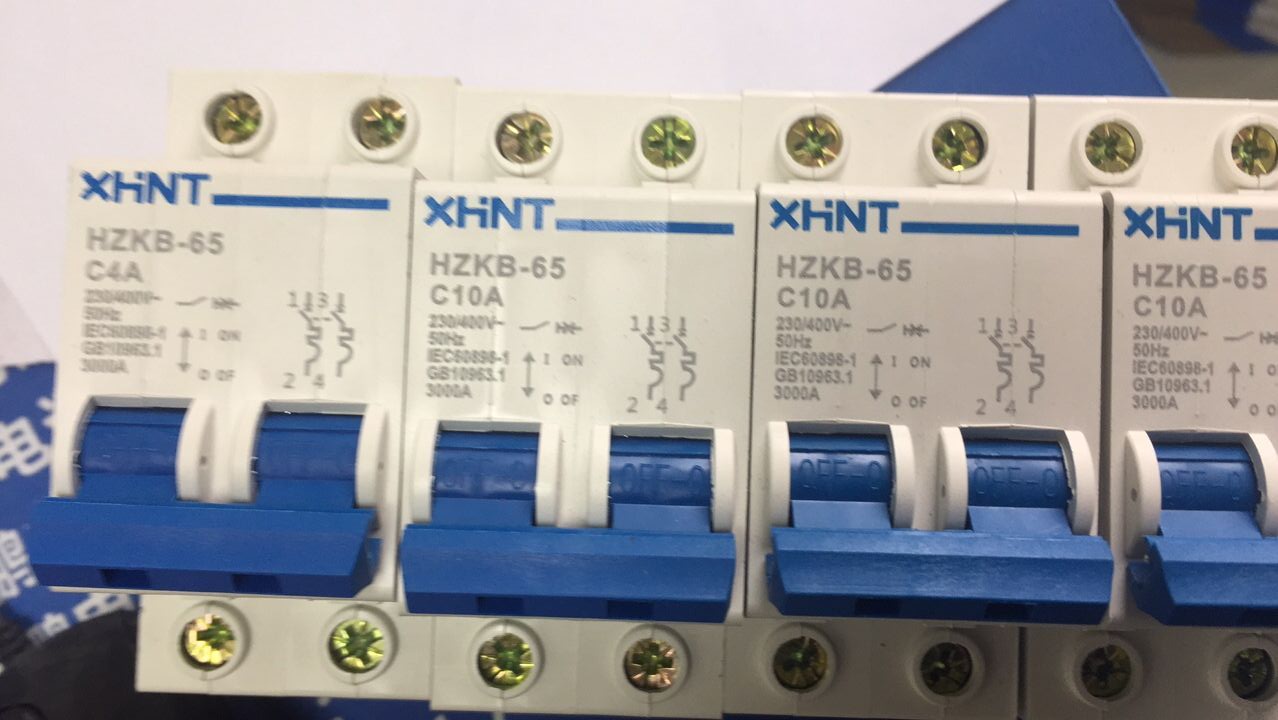 XHNT
HZKB-65
C4A
230/400V~
50Hz
IEC60898-1
GB10963.1
3000A
I ON
O OF
1 3
2 4
XHNT
HZKB-65
C10A
230/400V~
50Hz
IEC60898-1
GB10963.1
3000A
I ON
O OF
1 3
2 4
OFF-O
OFF-O
XHNT
HZKB-65
C10A
230/400V~
50Hz
IEC60898-1
GB10963.1
3000A
I ON
O OF
1 3
2 4
OFF-O
OFF-O
XHNT
HZKB-65
C10A
230/400V~
50Hz
IEC60898-1
GB10963.1
3000A
I O
O O
OFF-O
电